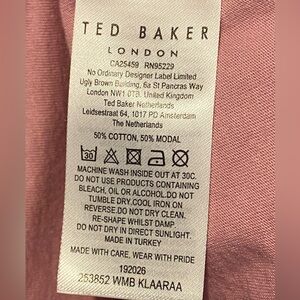 TED BAKER
LONDON
CA25459 RN95229
No Ordinary Designer Label Limited
Ugly Brown Building, 6a St Pancras Way
London NW1 0TB. United Kingdom
Ted Baker Netherlands
Leidsestraat 64, 1017 PD Amsterdam
The Netherlands
50% COTTON, 50% MODAL
30
MACHINE WASH INSIDE OUT AT 30C.
DO NOT USE PRODUCTS CONTAINING
BLEACH, OIL OR ALCOHOL.DO NOT
TUMBLE DRY.COOL IRON ON
REVERSE.DO NOT DRY CLEAN.
RE-SHAPE WHILST DAMP
DO NOT DRY IN DIRECT SUNLIGHT.
MADE IN TURKEY
MADE WITH CARE, WEAR WITH PRIDE
192026
253852 WMB KLAARAA